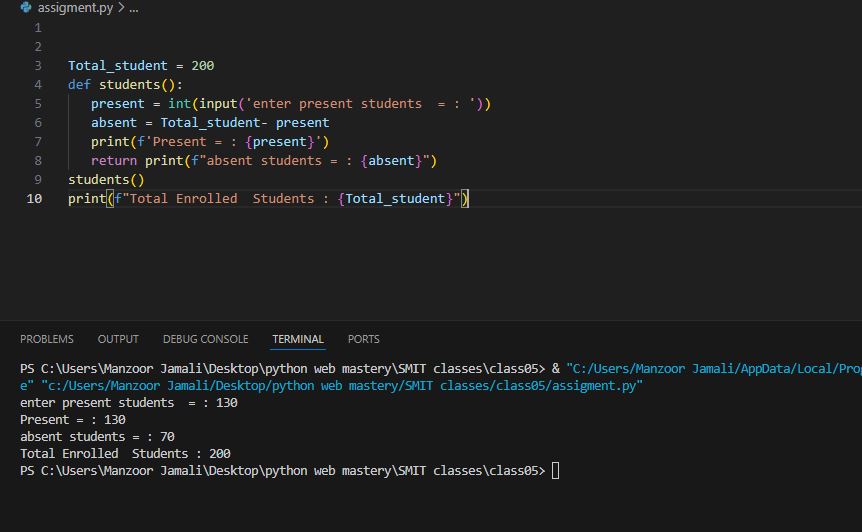 assigment.py > ...
1
2
3 Total_student = 200
4 def students():
5    present = int(input('enter present students  = : '))
6    absent = Total_student- present
7    print(f'Present = : {present}')
8    return print(f"absent students = : {absent}")
9 students()
10 print(f"Total Enrolled  Students : {Total_student}")
PROBLEMS OUTPUT DEBUG CONSOLE TERMINAL PORTS
PS C:\Users\Manzoor Jamali\Desktop\python web mastery\SMIT classes\class05> & "C:/Users/Manzoor Jamali/AppData/Local/Prog
e" "c:/Users/Manzoor Jamali/Desktop/python web mastery/SMIT classes/class05/assigment.py"
enter present students  = : 130
Present = : 130
absent students = : 70
Total Enrolled  Students : 200
PS C:\Users\Manzoor Jamali\Desktop\python web mastery\SMIT classes\class05>